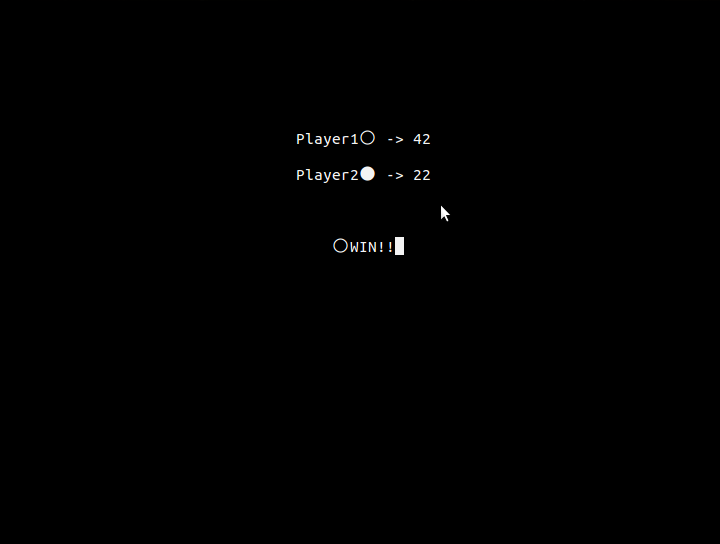 Player1○ -> 42
Player2● -> 22
○WIN!!